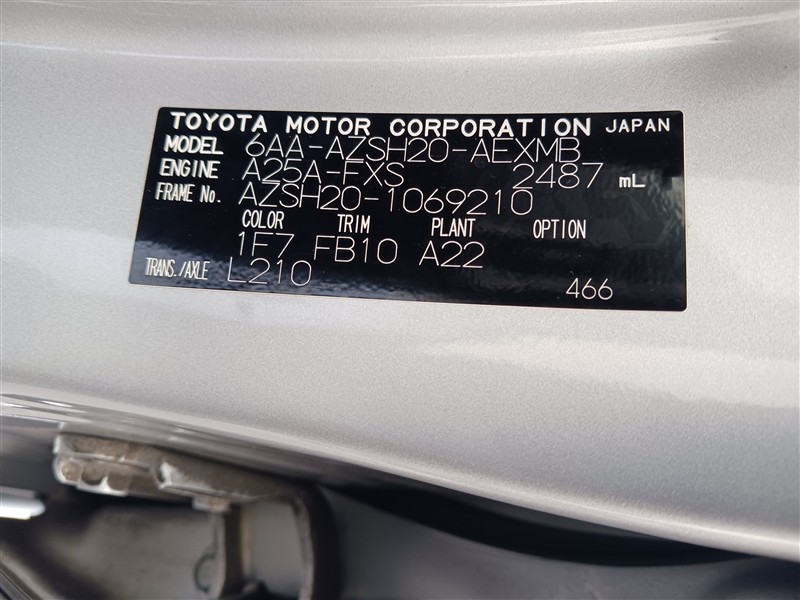 TOYOTA MOTOR CORPORATION JAPAN
MODEL 6AA-AZSH20-AEXMB
ENGINE A25A-FXS 2487 mL
FRAME No. AZSH20-1069210
COLOR TRIM PLANT OPTION
1F7 FB10 A22
TRANS./AXLE L210 466